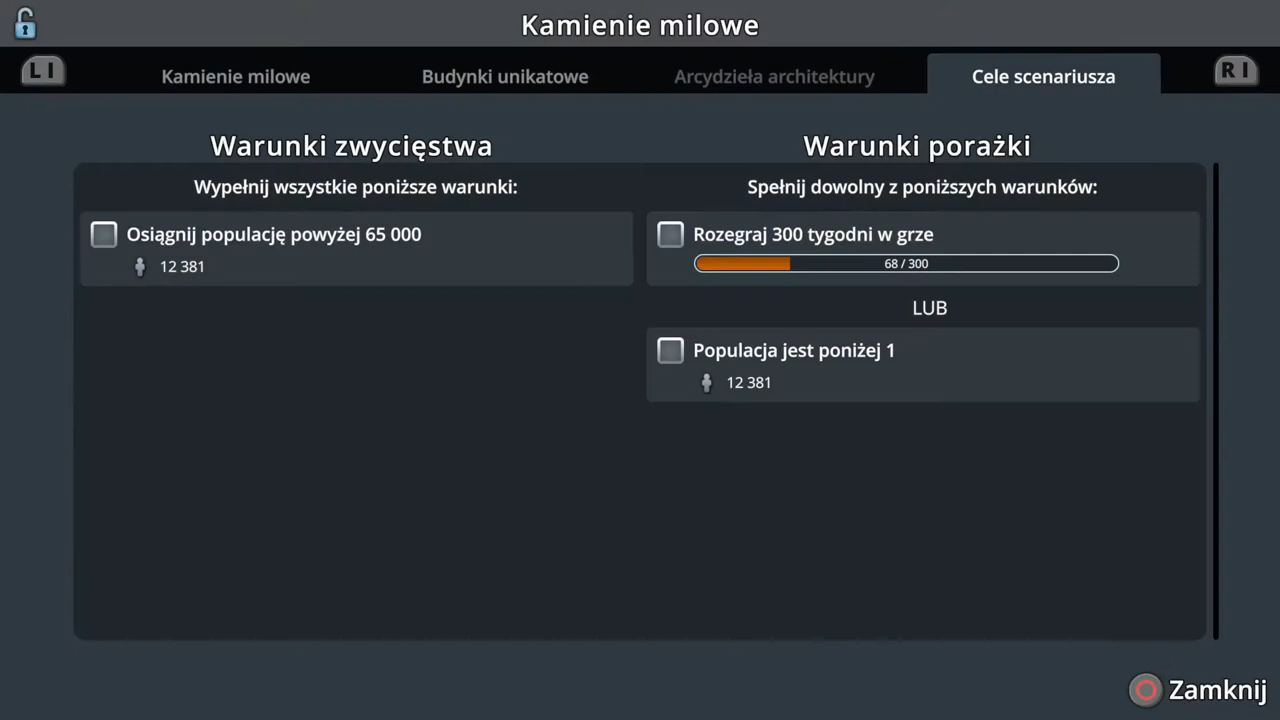 Kamienie milowe
L1
Kamienie milowe
Budynki unikatowe
Arcydzieła architektury
Cele scenariusza
R1
Warunki zwycięstwa
Wypełnij wszystkie poniższe warunki:
Osiągnij populację powyżej 65 000
12 381
Warunki porażki
Spełnij dowolny z poniższych warunków:
Rozegraj 300 tygodni w grze
68 / 300
LUB
Populacja jest poniżej 1
12 381
Zamknij